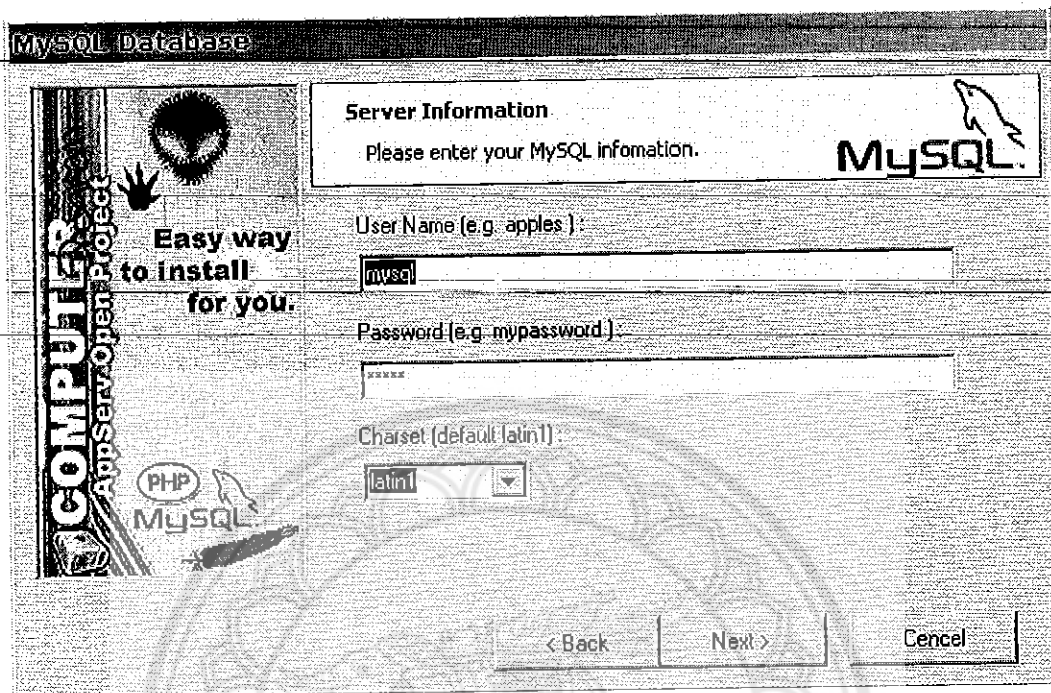 MySQL Database
Server Information
Please enter your MySQL infomation.
MySQL
COMPUTER
AppServ Open Project
Easy way
to install
for you.
User Name (e.g. apples ) :
mysql
Password (e.g. mypassword ) :
*****
Charset (default latin1) :
latin1
PHP
MySQL
< Back
Next >
Cencel